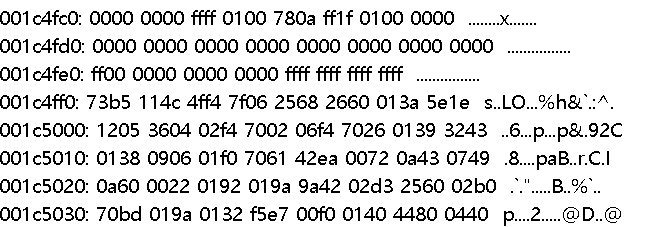 001c4fc0: 0000 0000 ffff 0100 780a ff1f 0100 0000 ........x.......
001c4fd0: 0000 0000 0000 0000 0000 0000 0000 0000 ................
001c4fe0: ff00 0000 0000 0000 ffff ffff ffff ffff ................
001c4ff0: 73b5 114c 4ff4 7f06 2568 2660 013a 5e1e s..LO...%h&`.:^.
001c5000: 1205 3604 02f4 7002 06f4 7026 0139 3243 ..6...p...p&.92C
001c5010: 0138 0906 01f0 7061 42ea 0072 0a43 0749 .8....paB..r.C.I
001c5020: 0a60 0022 0192 019a 9a42 02d3 2560 02b0 .`.".....B..%`..
001c5030: 70bd 019a 0132 f5e7 00f0 0140 4480 0440 p....2.....@D..@